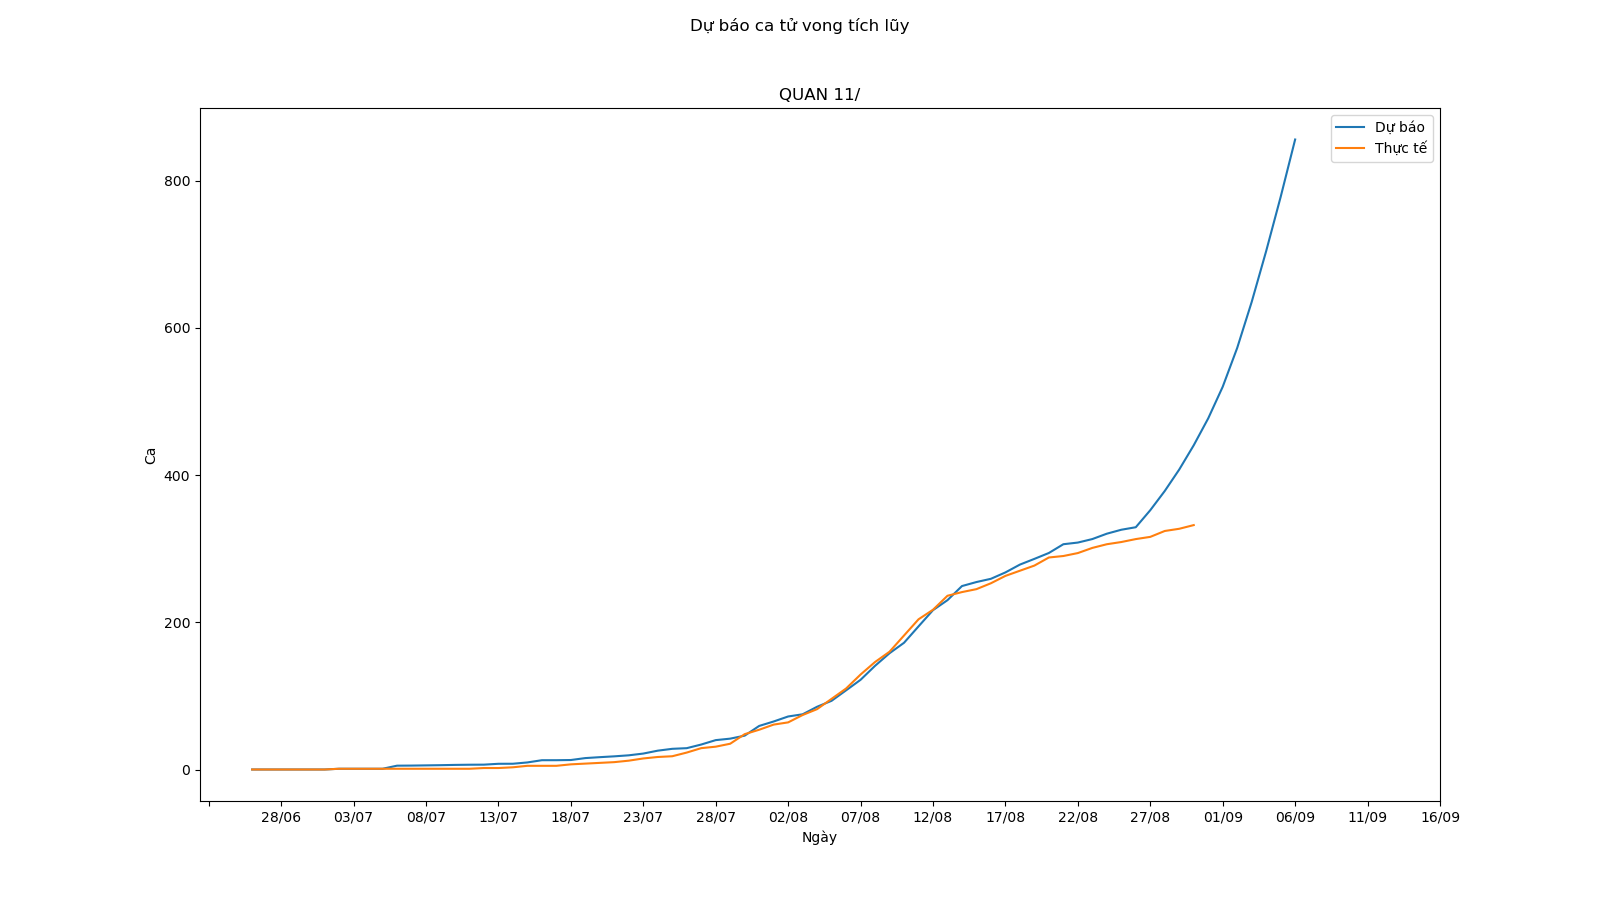 Dự báo ca tử vong tích lũy
QUAN 11/
Dự báo
Thực tế
800
600
400
200
0
Ca
28/06 03/07 08/07 13/07 18/07 23/07 28/07 02/08 07/08 12/08 17/08 22/08 27/08 01/09 06/09 11/09 16/09
Ngày